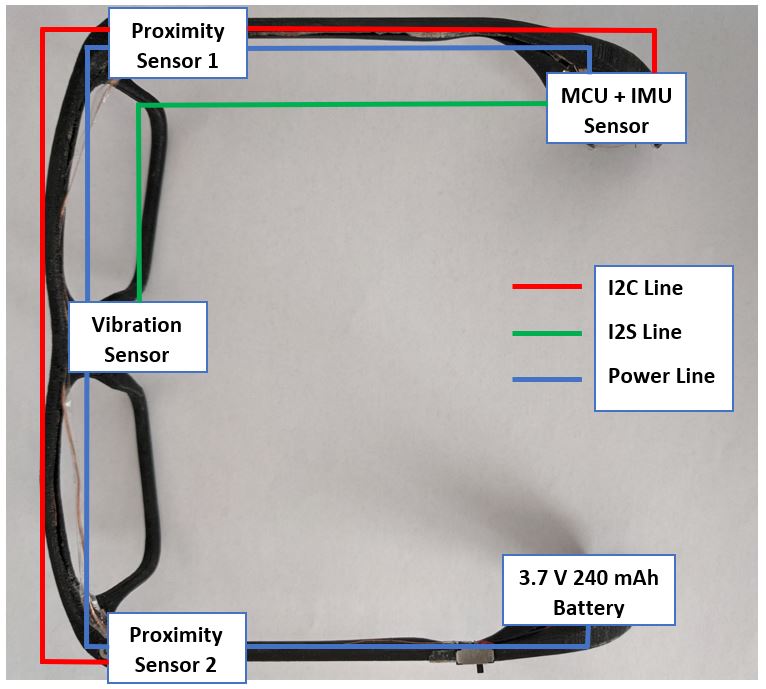 Proximity
Sensor 1
MCU + IMU
Sensor
Vibration
Sensor
I2C Line
I2S Line
Power Line
3.7 V 240 mAh
Battery
Proximity
Sensor 2